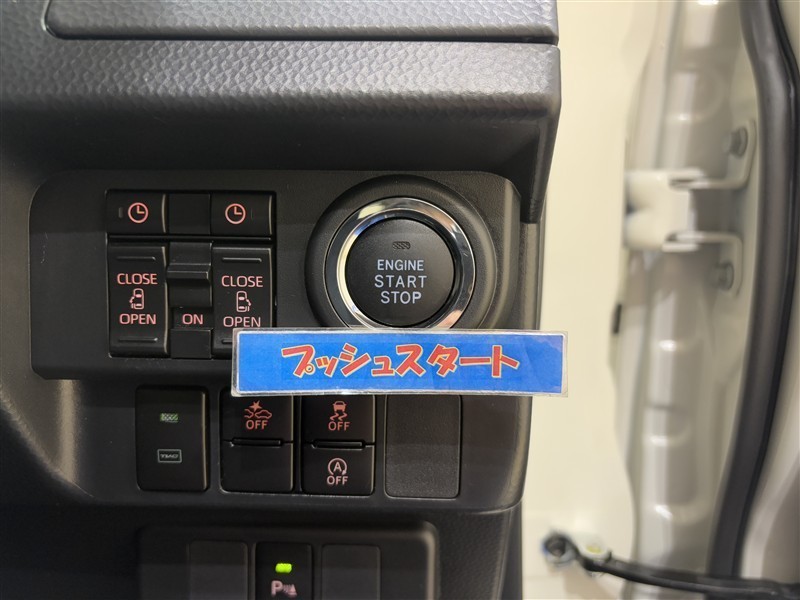 ENGINE
START
STOP
CLOSE
OPEN
ON
CLOSE
OPEN
プッシュスタート
OFF
OFF
OFF
P